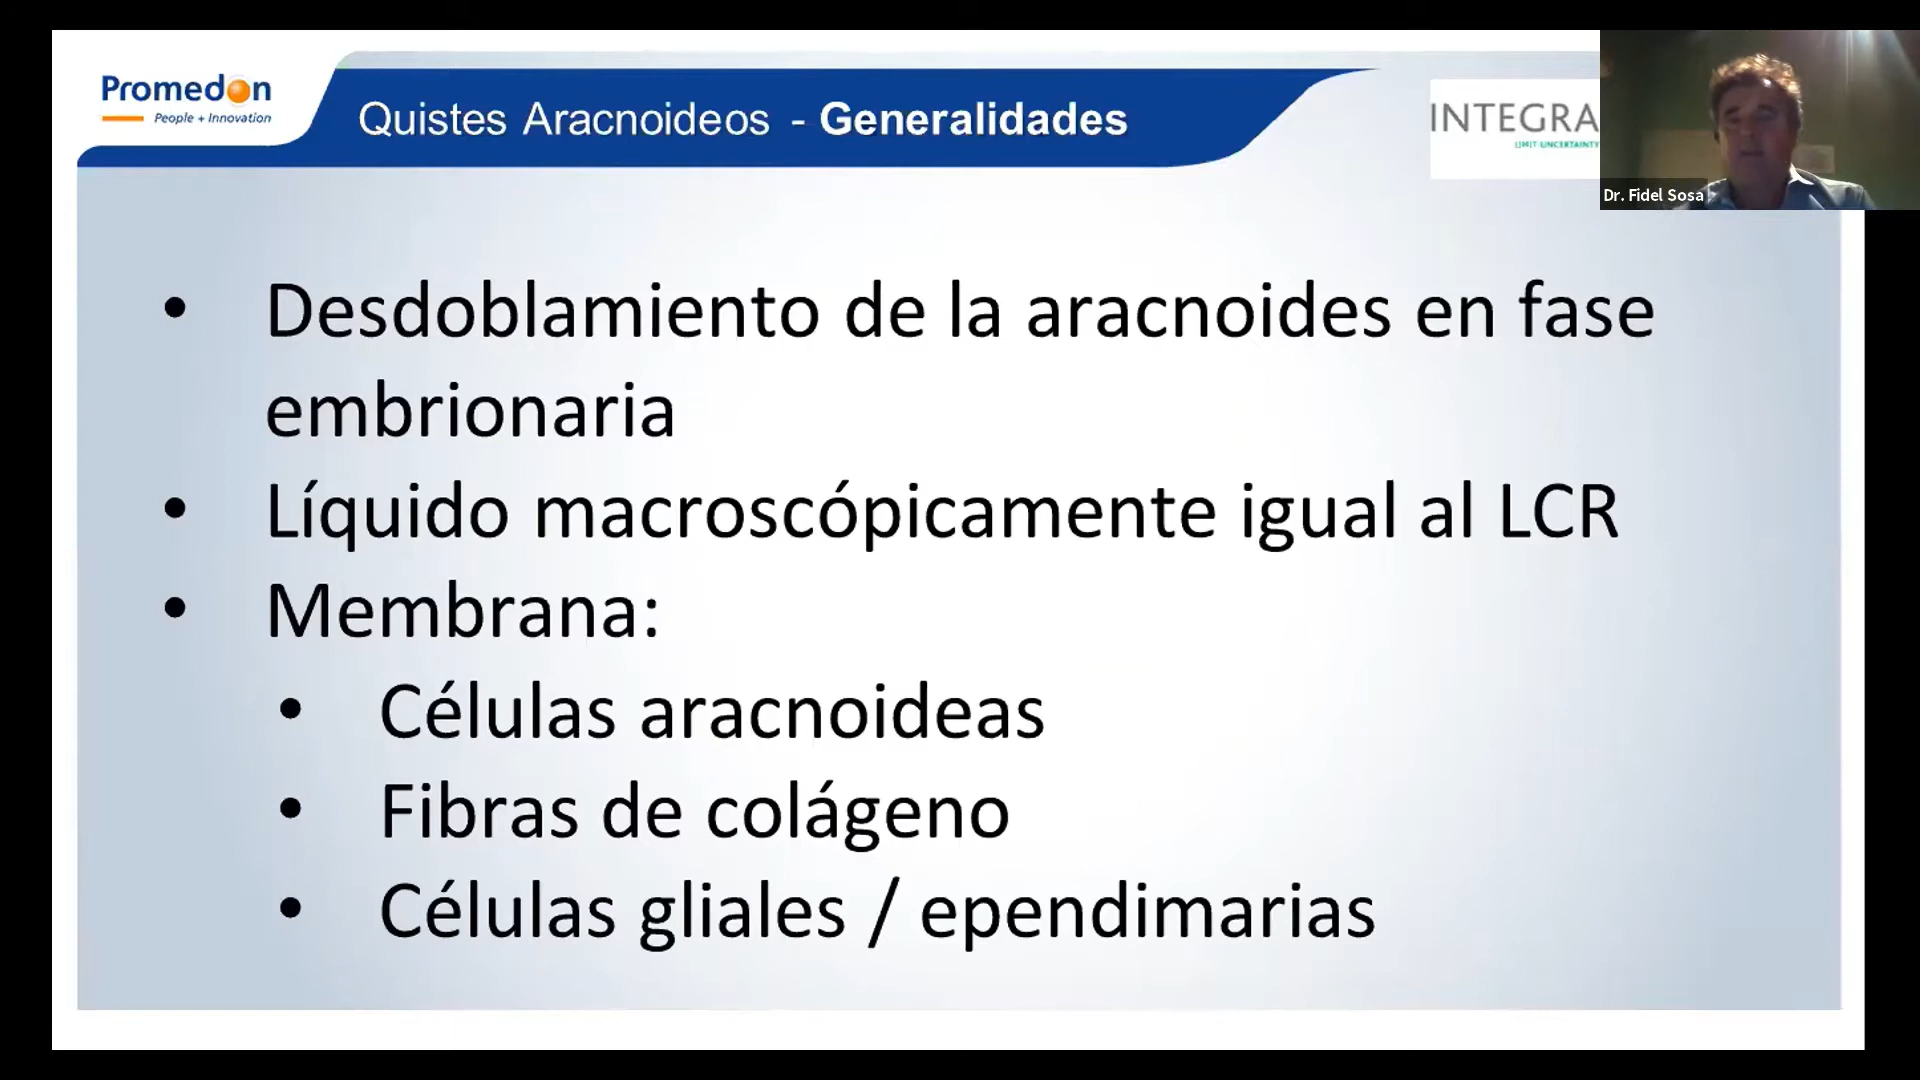 Promedon
People + Innovation
Quistes Aracnoideos - Generalidades
INTEGRA
LIMIT UNCERTAINTY
Dr. Fidel Sosa
• Desdoblamiento de la aracnoides en fase
embrionaria
• Líquido macroscópicamente igual al LCR
• Membrana:
• Células aracnoideas
• Fibras de colágeno
• Células gliales / ependimarias